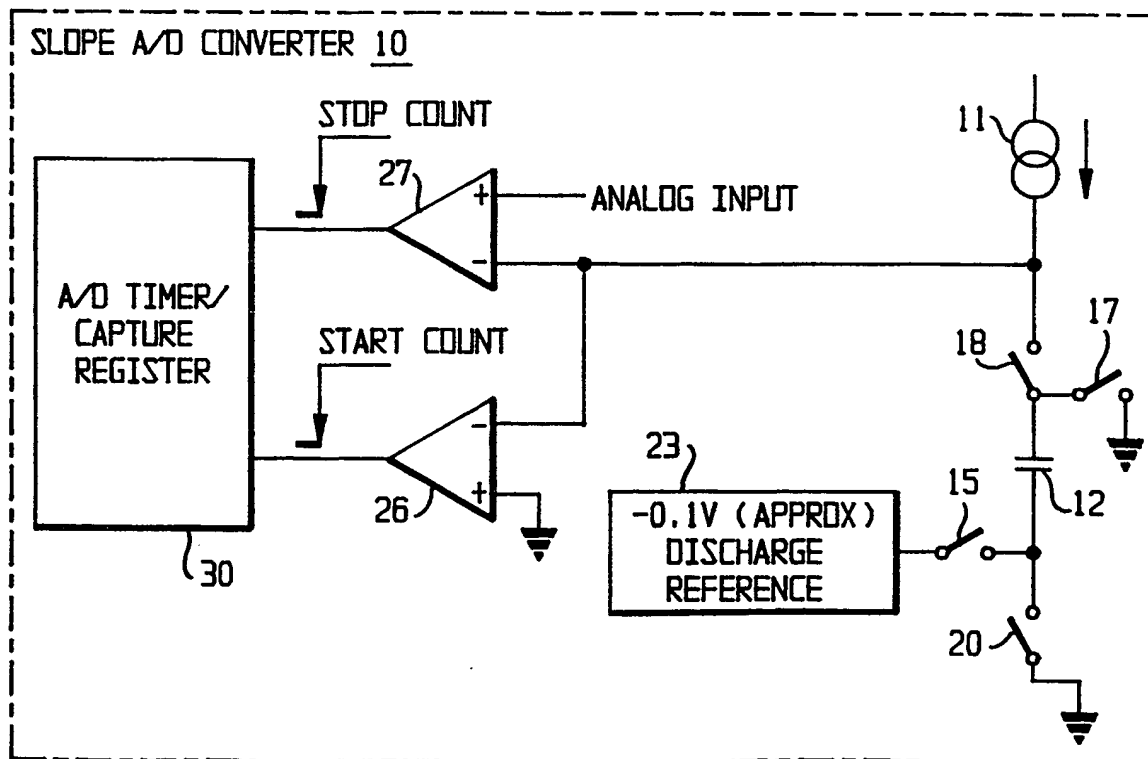 SLOPE A/D CONVERTER 10
STOP COUNT
11
27
+
ANALOG INPUT
-
A/D TIMER/
CAPTURE
REGISTER
START COUNT
18
17
-
23
+
26
-0.1V (APPROX)
DISCHARGE
REFERENCE
15
12
30
20